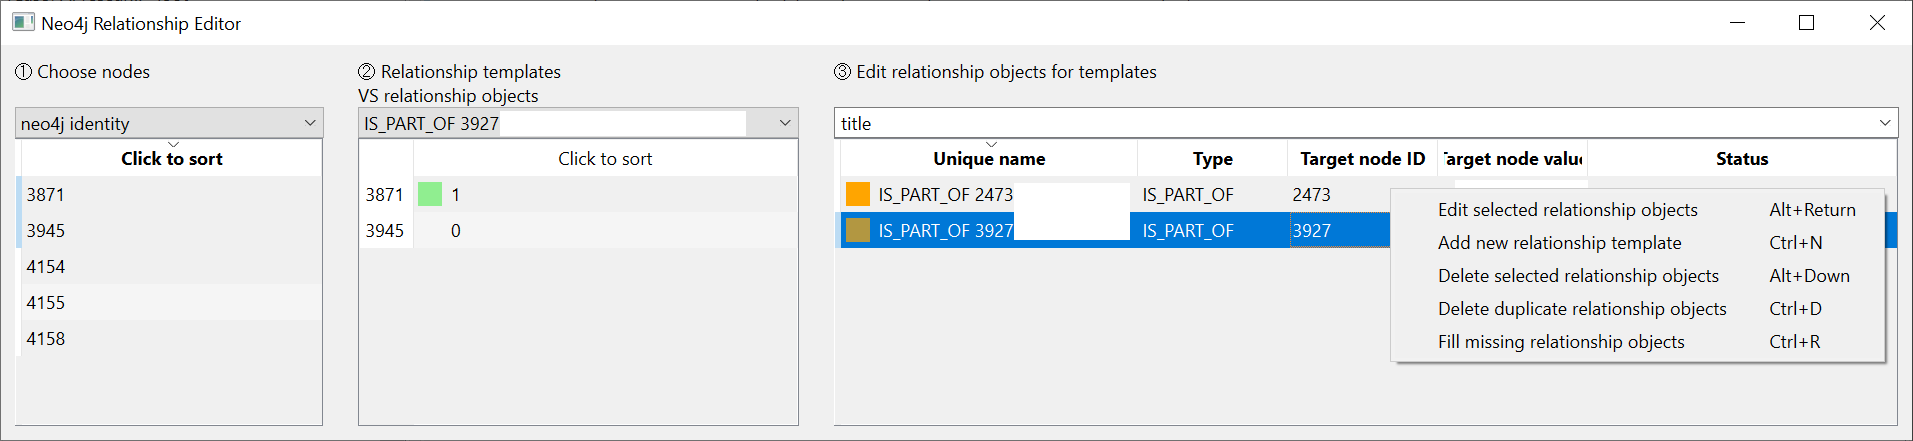 Neo4j Relationship Editor
① Choose nodes
② Relationship templates
VS relationship objects
③ Edit relationship objects for templates
neo4j identity
IS_PART_OF 3927
title
Click to sort
3871
3945
4154
4155
4158
Click to sort
3871 1
3945 0
Unique name Type Target node ID Target node value Status
IS_PART_OF 2473 IS_PART_OF 2473
IS_PART_OF 3927 IS_PART_OF 3927
Edit selected relationship objects Alt+Return
Add new relationship template Ctrl+N
Delete selected relationship objects Alt+Down
Delete duplicate relationship objects Ctrl+D
Fill missing relationship objects Ctrl+R